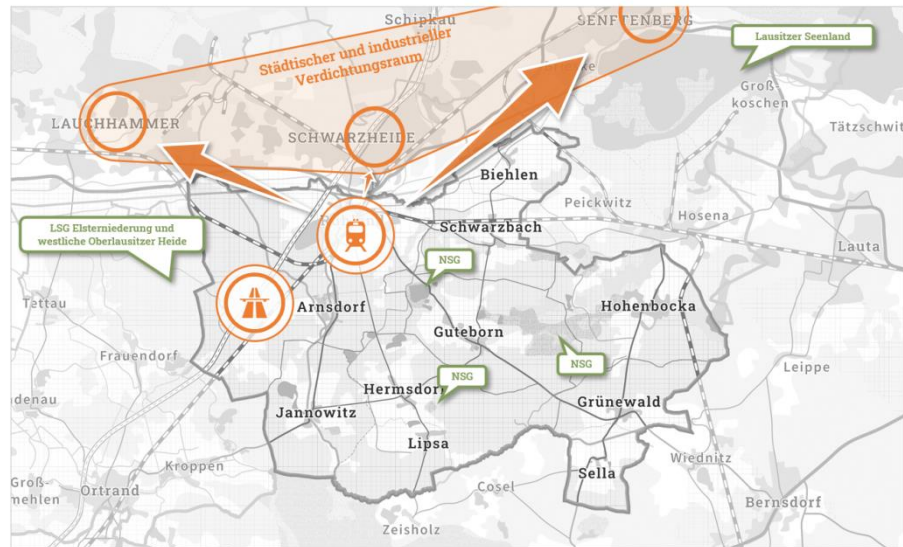 Schipkau
SENFTENBERG
Städtischer und industrieller
Verdichtungsraum
Lausitzer Seenland
Groß
koschen
LAUCHHAMMER
SCHWARZHEIDE
Tätzschwit
Biehlen
Peickwitz
Hosena
LSG Elsterniederung und
westliche Oberlausitzer Heide
Schwarzbach
Lauta
NSG
Tettau
Arnsdorf
Hohenbocka
Guteborn
Frauendorf
NSG
Leippe
NSG
Hermsdorf
denau
Jannowitz
Grünewald
Lipsa
Wiednitz
Kroppen
Sella
Groß-
mehlen
Ortrand
Cosel
Bernsdorf
Zeisholz